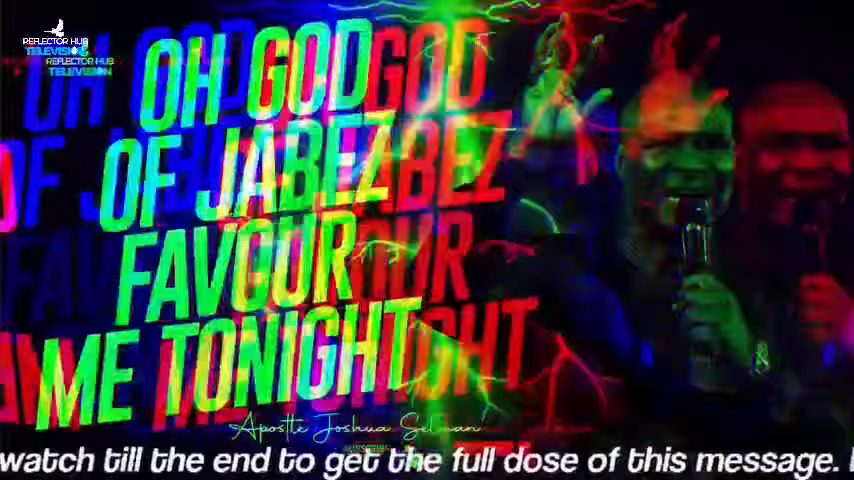 REFLECTOR HUB
TELEVISION
REFLECTOR HUB
TELEVISION
OH GOD
OF JABEZ
FAVOUR
ME TONIGHT
Apostle Joshua Selman
watch till the end to get the full dose of this message.